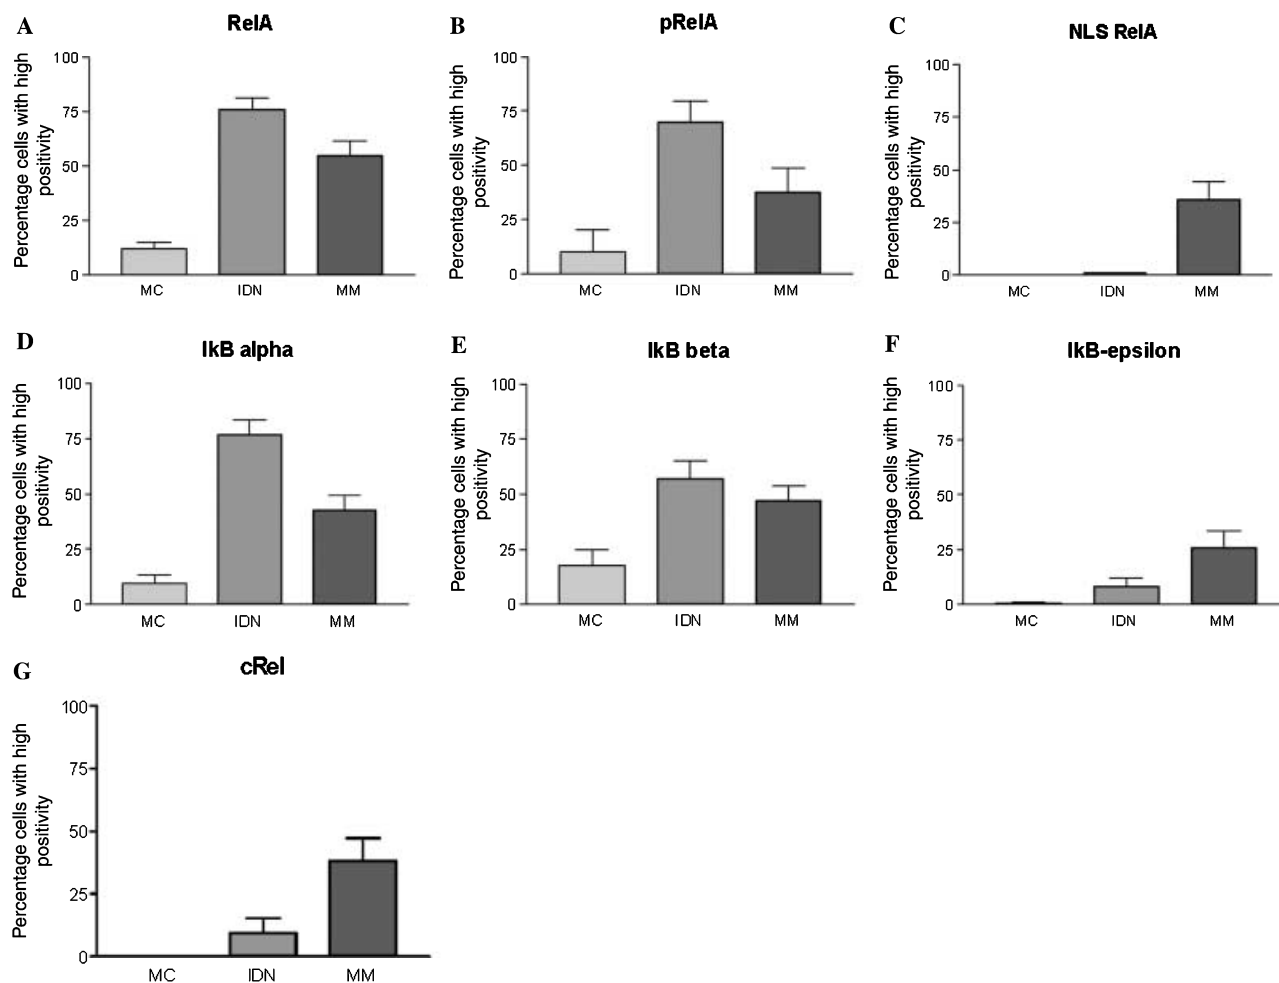 A
RelA
Percentage cells with high
positivity
100
75
50
25
0
MC IDN MM
B
pRelA
Percentage cells with high
positivity
100
75
50
25
0
MC IDN MM
C
NLS RelA
Percentage cells with high
positivity
100
75
50
25
0
MC IDN MM
D
IkB alpha
Percentage cells with high
positivity
100
75
50
25
0
MC IDN MM
E
IkB beta
Percentage cells with high
positivity
100
75
50
25
0
MC IDN MM
F
IkB-epsilon
Percentage cells with high
positivity
100
75
50
25
0
MC IDN MM
G
cRel
Percentage cells with high
positivity
100
75
50
25
0
MC IDN MM